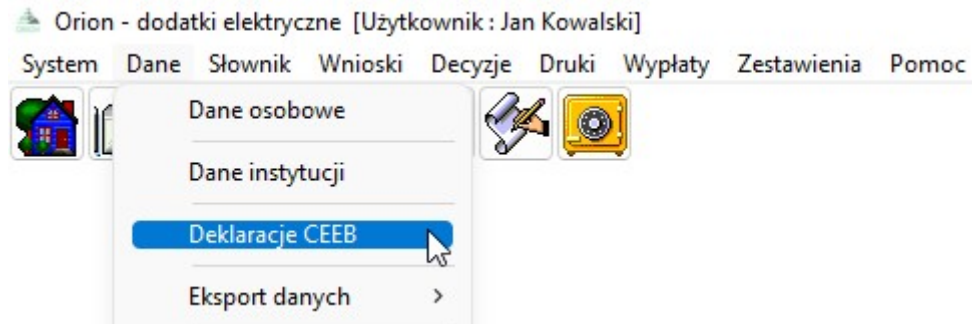 Orion - dodatki elektryczne [Użytkownik : Jan Kowalski]
System Dane Słownik Wnioski Decyzje Druki Wypłaty Zestawienia Pomoc
Dane osobowe
Dane instytucji
Deklaracje CEEB
Eksport danych